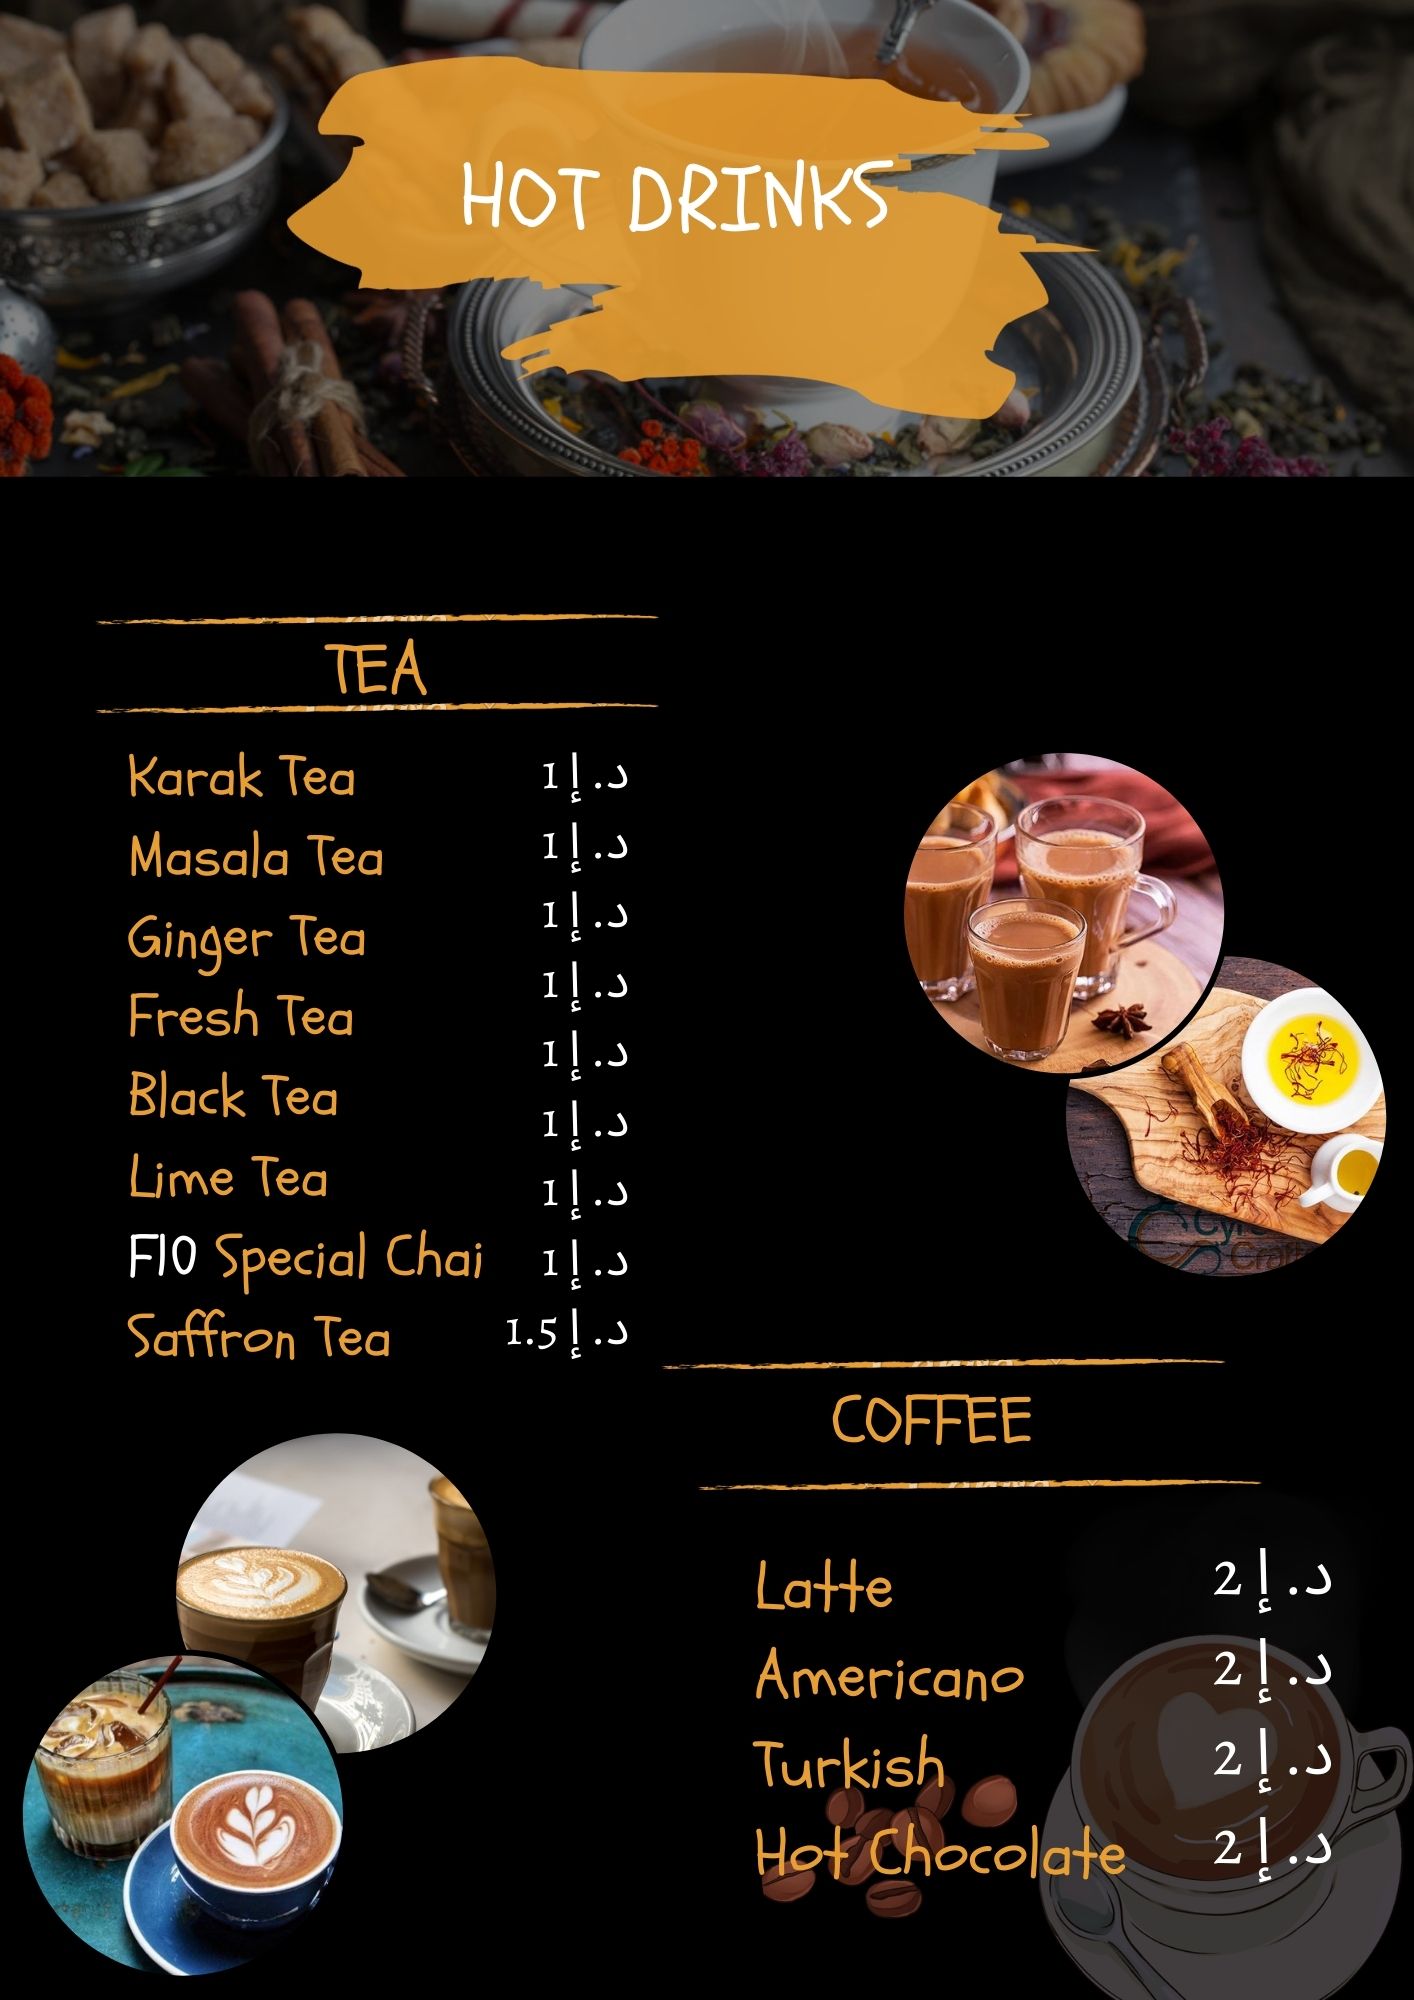 HOT DRINKS
TEA
Karak Tea 1 د.إ
Masala Tea 1 د.إ
Ginger Tea 1 د.إ
Fresh Tea 1 د.إ
Black Tea 1 د.إ
Lime Tea 1 د.إ
F10 Special Chai 1 د.إ
Saffron Tea 1 د.إ
1.5 د.إ
COFFEE
Latte 2 د.إ
Americano 2 د.إ
Turkish 2 د.إ
Hot Chocolate 2 د.إ